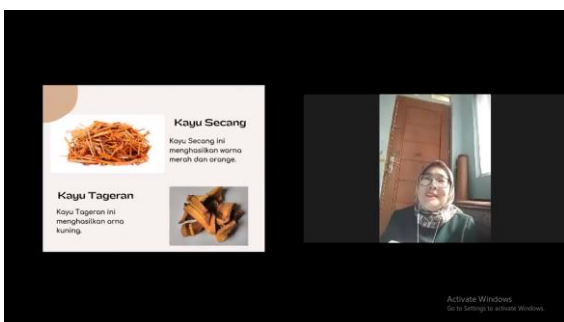 Kayu Secang
Kayu Secang ini
menghasilkan warna
merah dan orange.
Kayu Tageran
Kayu Tageran ini
menghasilkan arna
kuning.
Activate Windows
Go to Settings to activate Windows.